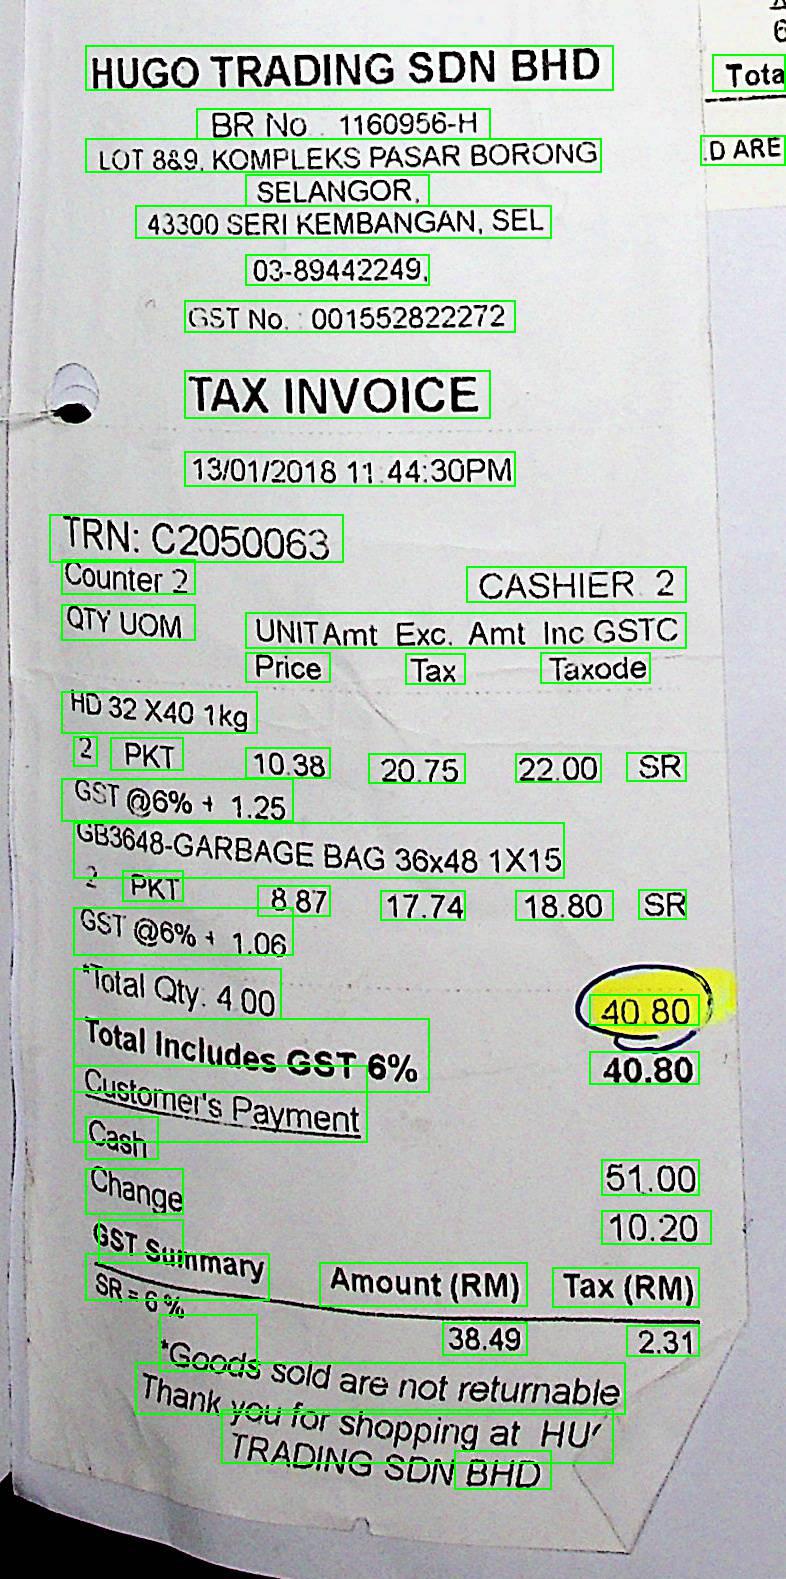 HUGO TRADING SDN BHD
BR No. : 1160956-H
LOT 8&9, KOMPLEKS PASAR BORONG
SELANGOR,
43300 SERI KEMBANGAN, SEL
03-89442249,
GST No. : 001552822272
TAX INVOICE
13/01/2018 11:44:30PM
TRN: C2050063
Counter 2 CASHIER 2
QTY UOM UNIT Amt Exc. Amt Inc GSTC
Price Tax Taxode
HD 32 X40 1kg
2 PKT 10.38 20.75 22.00 SR
GST @6% + 1.25
GB3648-GARBAGE BAG 36x48 1X15
2 PKT 8.87 17.74 18.80 SR
GST @6% + 1.06
*Total Qty. 4.00 40.80
Total Includes GST 6% 40.80
Customer's Payment
Cash 51.00
Change 10.20
GST Summary Amount (RM) Tax (RM)
SR = 6 % 38.49 2.31
*Goods sold are not returnable
Thank you for shopping at HU
TRADING SDN BHD
6
Tota
D ARE